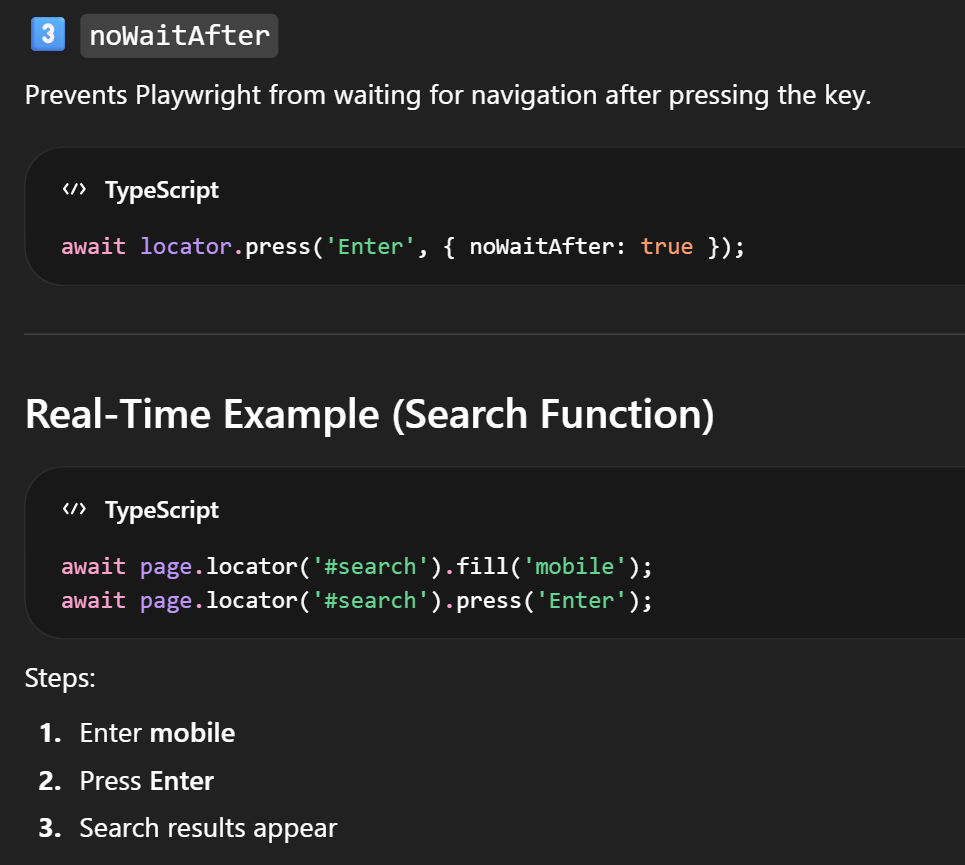 3 noWaitAfter
Prevents Playwright from waiting for navigation after pressing the key.
</> TypeScript
await locator.press('Enter', { noWaitAfter: true });
Real-Time Example (Search Function)
</> TypeScript
await page.locator('#search').fill('mobile');
await page.locator('#search').press('Enter');
Steps:
1. Enter mobile
2. Press Enter
3. Search results appear